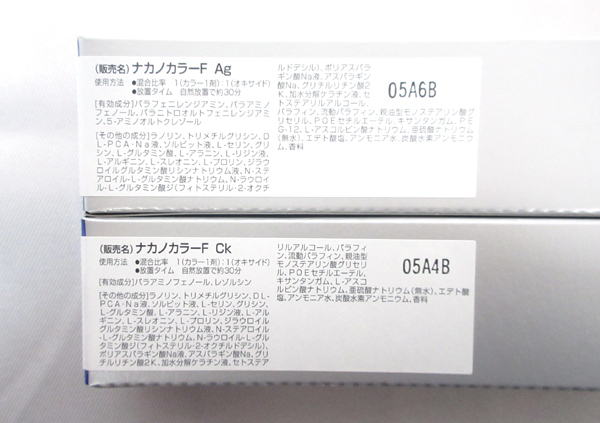 (販売名)ナカノカラーF Ag
使用方法 ●混合比率 1(カラー1剤):1(オキサイド)
●放置タイム 自然放置で約30分
[有効成分]パラフェニレンジアミン、パラアミノ
フェノール、パラニトロオルトフェニレンジアミ
ン、5-アミノオルトクレゾール
[その他の成分]ラノリン、トリメチルグリシン、D
L-PCA・Na液、ソルビット液、L-セリン、グリ
シン、L-グルタミン酸、L-アラニン、L-リジン液、
L-アルギニン、L-スレオニン、L-プロリン、ジラウ
ロイルグルタミン酸リシンナトリウム液、N-ステ
アロイル-L-グルタミン酸ナトリウム、N-ラウロイ
ル-L-グルタミン酸ジ(フィトステリル・2-オクチ
ルドデシル)、ポリアスパラ
ギン酸Na液、アスパラギン
酸Na、グリチルリチン酸2
K、加水分解ケラチン液、セト
ステアリルアルコール、
パラフィン、流動パラフィン、親油型モノステアリン酸グリ
セリル、POEセチルエーテル、キサンタンガム、PE
G-12、L-アスコルビン酸ナトリウム、亜硫酸ナトリウム
(無水)、エデト酸塩、アンモニア水、炭酸水素アンモニウム、
香料
05A6B
(販売名)ナカノカラーF Ck
使用方法 ●混合比率 1(カラー1剤):1(オキサイド)
●放置タイム 自然放置で約30分
[有効成分]パラアミノフェノール、レゾルシン
[その他の成分]ラノリン、トリメチルグリシン、DL-
PCA・Na液、ソルビット液、L-セリン、グリシン、
L-グルタミン酸、L-アラニン、L-リジン液、L-アル
ギニン、L-スレオニン、L-プロリン、ジラウロイル
グルタミン酸リシンナトリウム液、N-ステアロイ
ル-L-グルタミン酸ナトリウム、N-ラウロイル-L-
グルタミン酸ジ(フィトステリル・2-オクチルドデシル)、
ポリアスパラギン酸Na液、アスパラギン酸Na、グリ
チルリチン酸2K、加水分解ケラチン液、セトステア
リルアルコール、パラフィ
ン、流動パラフィン、親油型
モノステアリン酸グリセリ
ル、POEセチルエーテル、
キサンタンガム、L-アスコ
ルビン酸ナトリウム、亜硫酸ナトリウム(無水)、エデト酸
塩、アンモニア水、炭酸水素アンモニウム、香料
05A4B